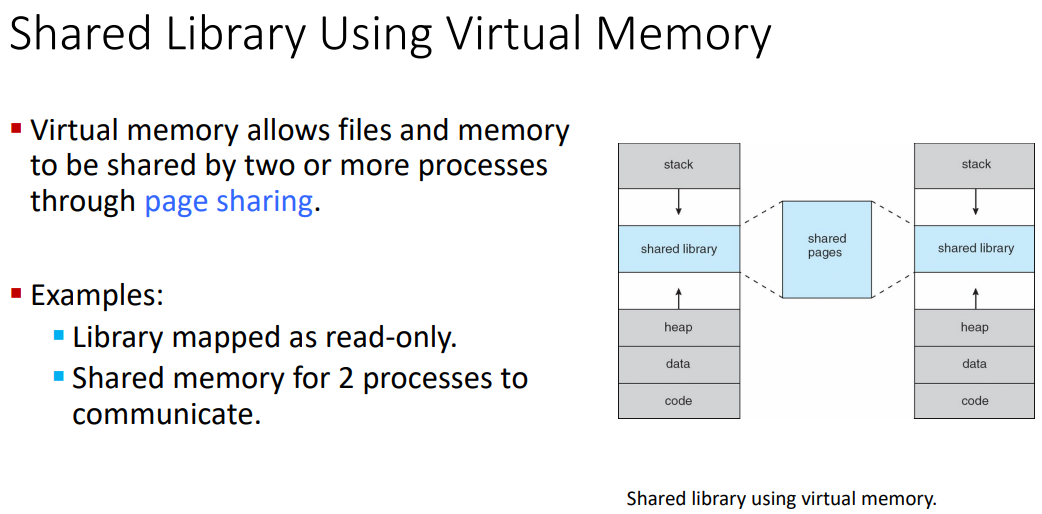 Shared Library Using Virtual Memory
Virtual memory allows files and memory
to be shared by two or more processes
through page sharing.
Examples:
Library mapped as read-only.
Shared memory for 2 processes to
communicate.
stack
shared library
heap
data
code
shared
pages
stack
shared library
heap
data
code
Shared library using virtual memory.